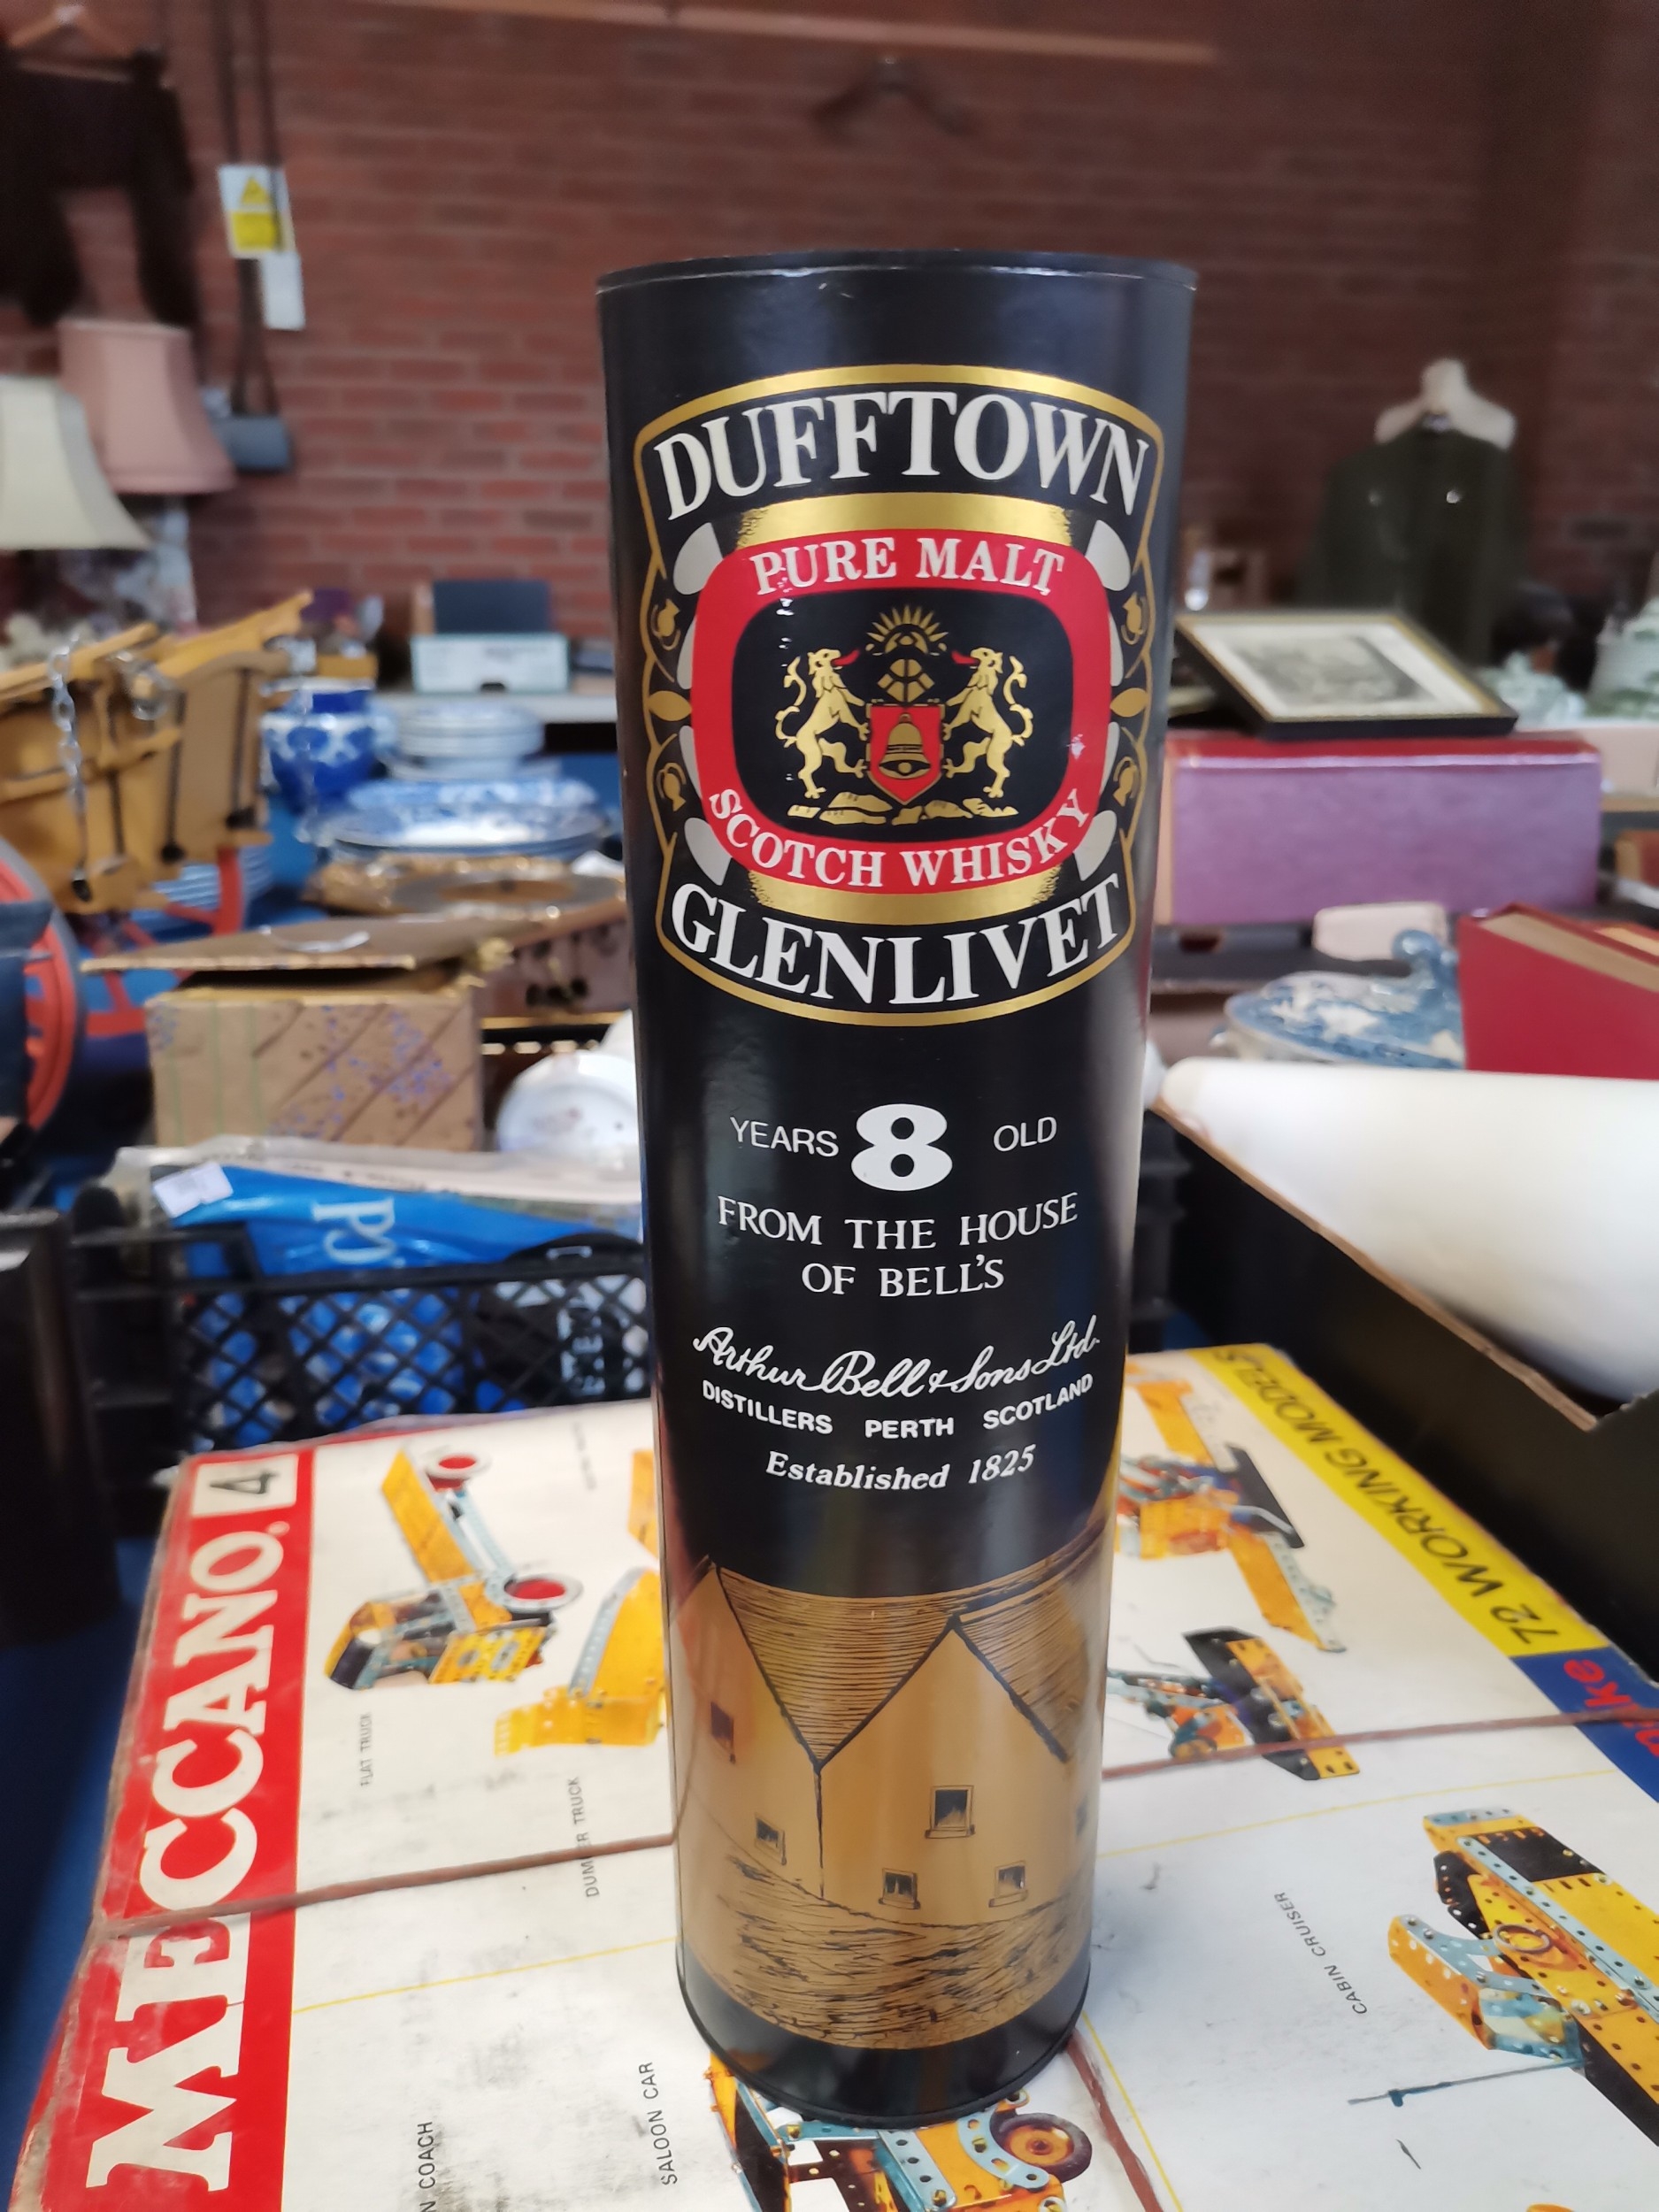 DUFFTOWN
PURE MALT
SCOTCH WHISKY
GLENLIVET
YEARS 8 OLD
FROM THE HOUSE
OF BELL'S
Arthur Bell & Sons Ltd.
DISTILLERS PERTH SCOTLAND
Established 1825
MECCANO 4
72 WORKING MODELS
FLAT TRUCK
DUMPER TRUCK
CABIN CRUISER
SALOON CAR
COACH